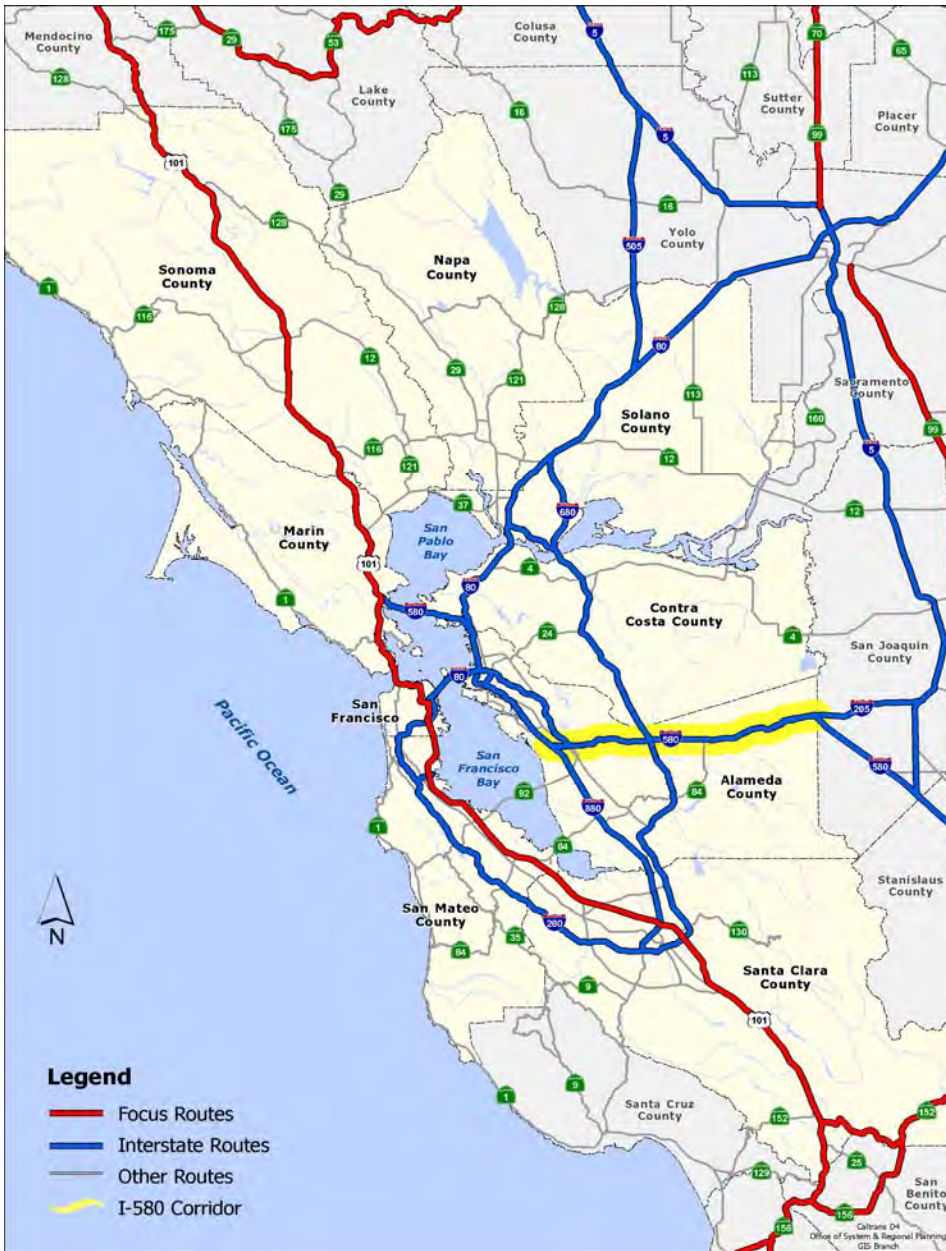 Mendocino
County
175
29
53
Colusa
County
5
70
65
128
Lake
County
113
Sutter
County
Placer
County
16
99
175
5
101
29
128
16
Yolo
County
505
Sonoma
County
Napa
County
1
116
128
80
12
29
121
113
Sacramento
County
Solano
County
160
99
116
121
12
5
37
680
12
Marin
County
San
Pablo
Bay
101
4
80
1
580
Contra
Costa County
24
4
San Joaquin
County
80
San
Francisco
205
Pacific Ocean
580
San
Francisco
Bay
580
92
84
Alameda
County
880
1
84
Stanislaus
County
N
San Mateo
County
280
35
130
84
Santa Clara
County
9
101
Legend
Focus Routes
Interstate Routes
Other Routes
I-580 Corridor
1
9
Santa Cruz
County
152
152
129
25
San
Benito
County
156
156
Caltrans D4
Office of System & Regional Planning
GIS Branch